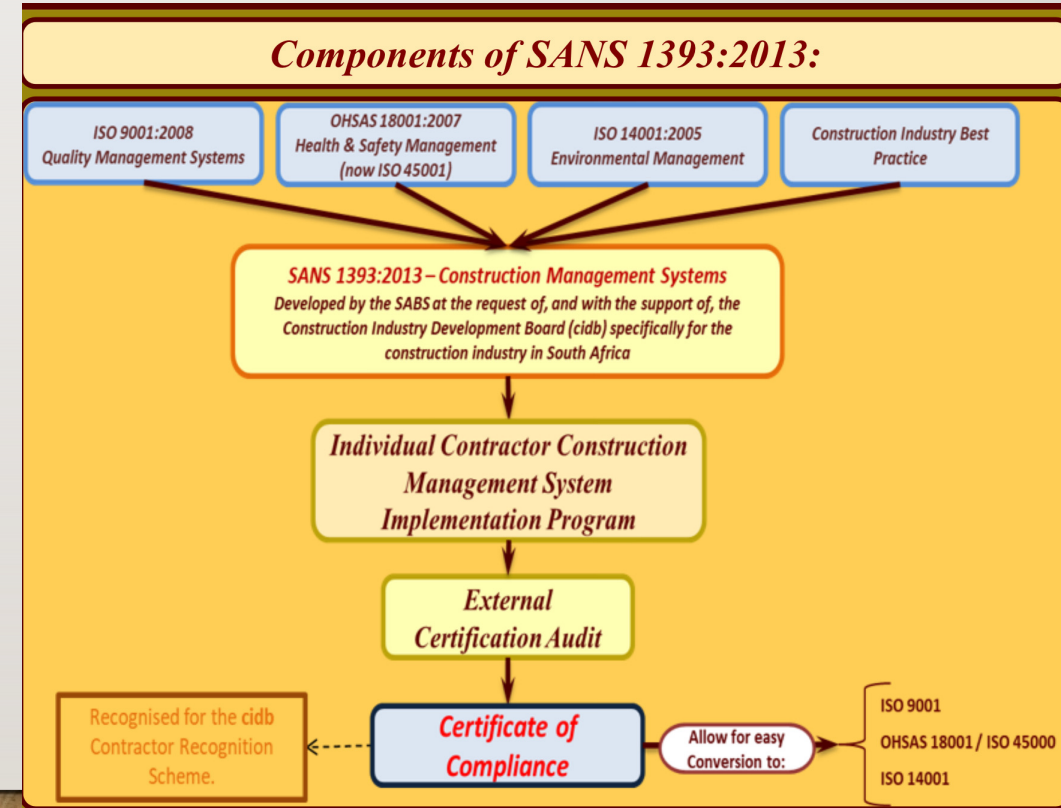 Components of SANS 1393:2013:
ISO 9001:2008
Quality Management Systems
OHSAS 18001:2007
Health & Safety Management
(now ISO 45001)
ISO 14001:2005
Environmental Management
Construction Industry Best
Practice
SANS 1393:2013 – Construction Management Systems
Developed by the SABS at the request of, and with the support of, the
Construction Industry Development Board (cidb) specifically for the
construction industry in South Africa
Individual Contractor Construction
Management System
Implementation Program
External
Certification Audit
Certificate of
Compliance
Recognised for the cidb
Contractor Recognition
Scheme.
Allow for easy
Conversion to:
ISO 9001
OHSAS 18001 / ISO 45000
ISO 14001